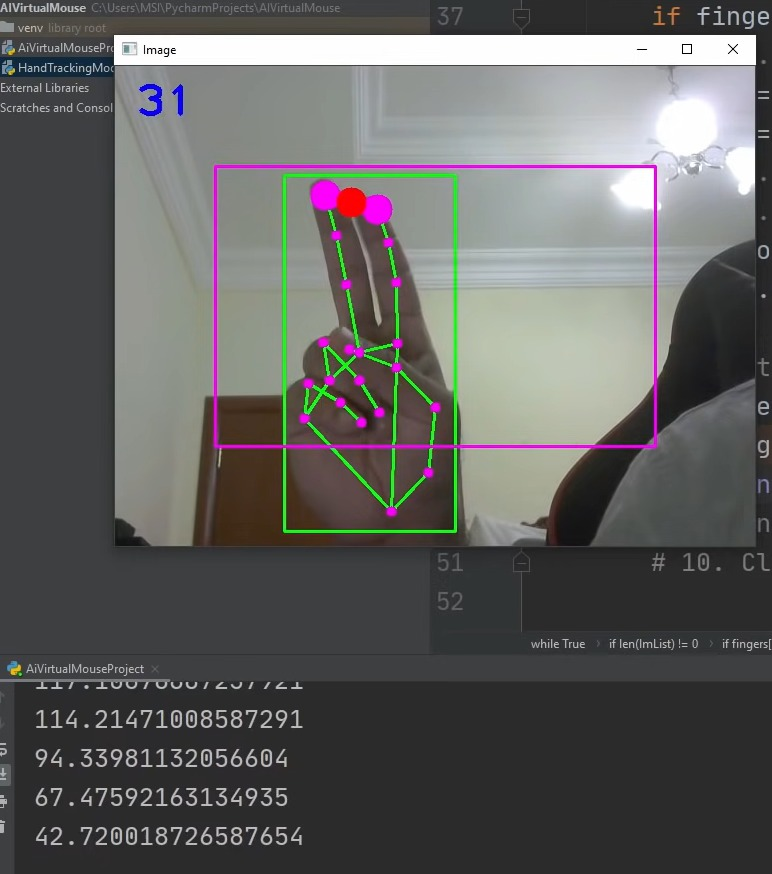 AIVirtualMouse C:\Users\MSI\PycharmProjects\AIVirtualMouse
venv library root
AiVirtualMousePro
HandTrackingMod
External Libraries
Scratches and Consol
Image
31
37
if finge
=
=
51
# 10. Cl
52
while True
if len(lmList) != 0
if fingers[
AiVirtualMouseProject
114.21471008587291
94.33981132056604
67.47592163134935
42.720018726587654